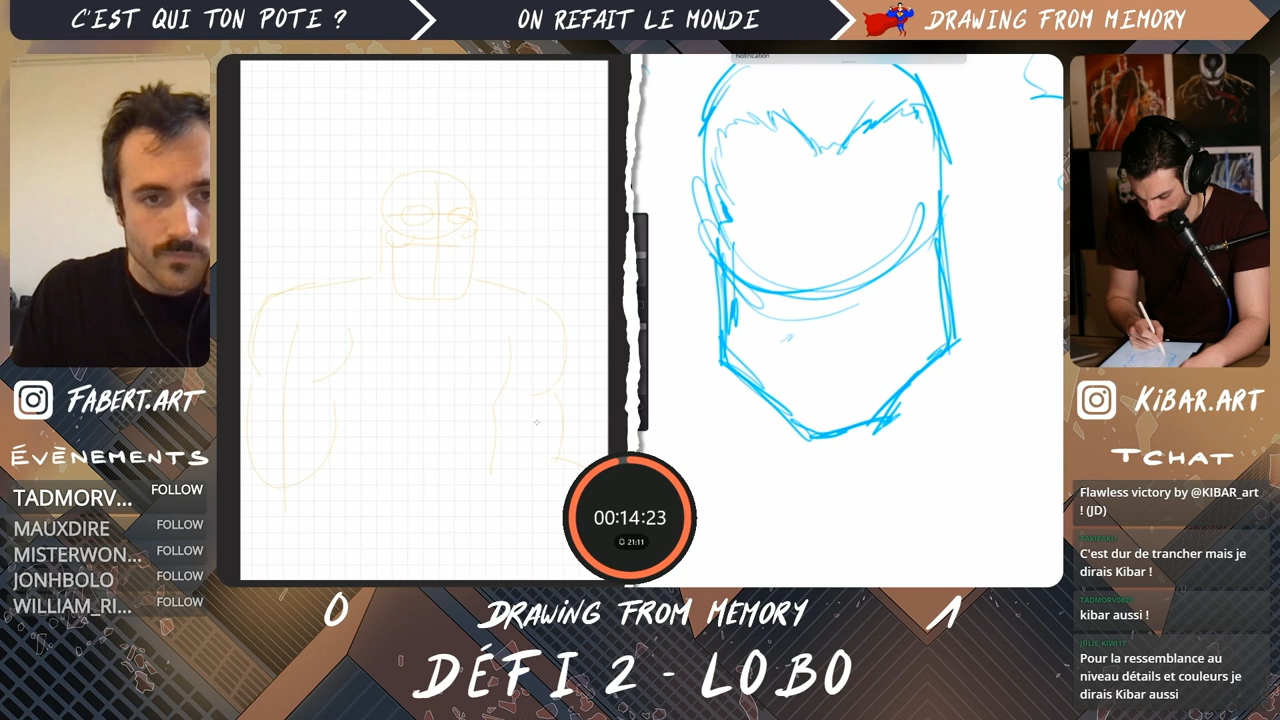 C'EST QUI TON POTE ?
ON REFAIT LE MONDE
DRAWING FROM MEMORY
Notification
FABERT.ART
KIBAR.ART
ÉVÈNEMENTS
TADMORV... FOLLOW
MAUXDIRE FOLLOW
MISTERWON... FOLLOW
JONHBOLO FOLLOW
WILLIAM_RI... FOLLOW
00:14:23
21:11
TCHAT
Flawless victory by @KIBAR_art
! (JD)
C'est dur de trancher mais je
dirais Kibar !
kibar aussi !
Pour la ressemblance au
niveau détails et couleurs je
dirais Kibar aussi
0
DRAWING FROM MEMORY
1
DÉFI 2 - LOBO